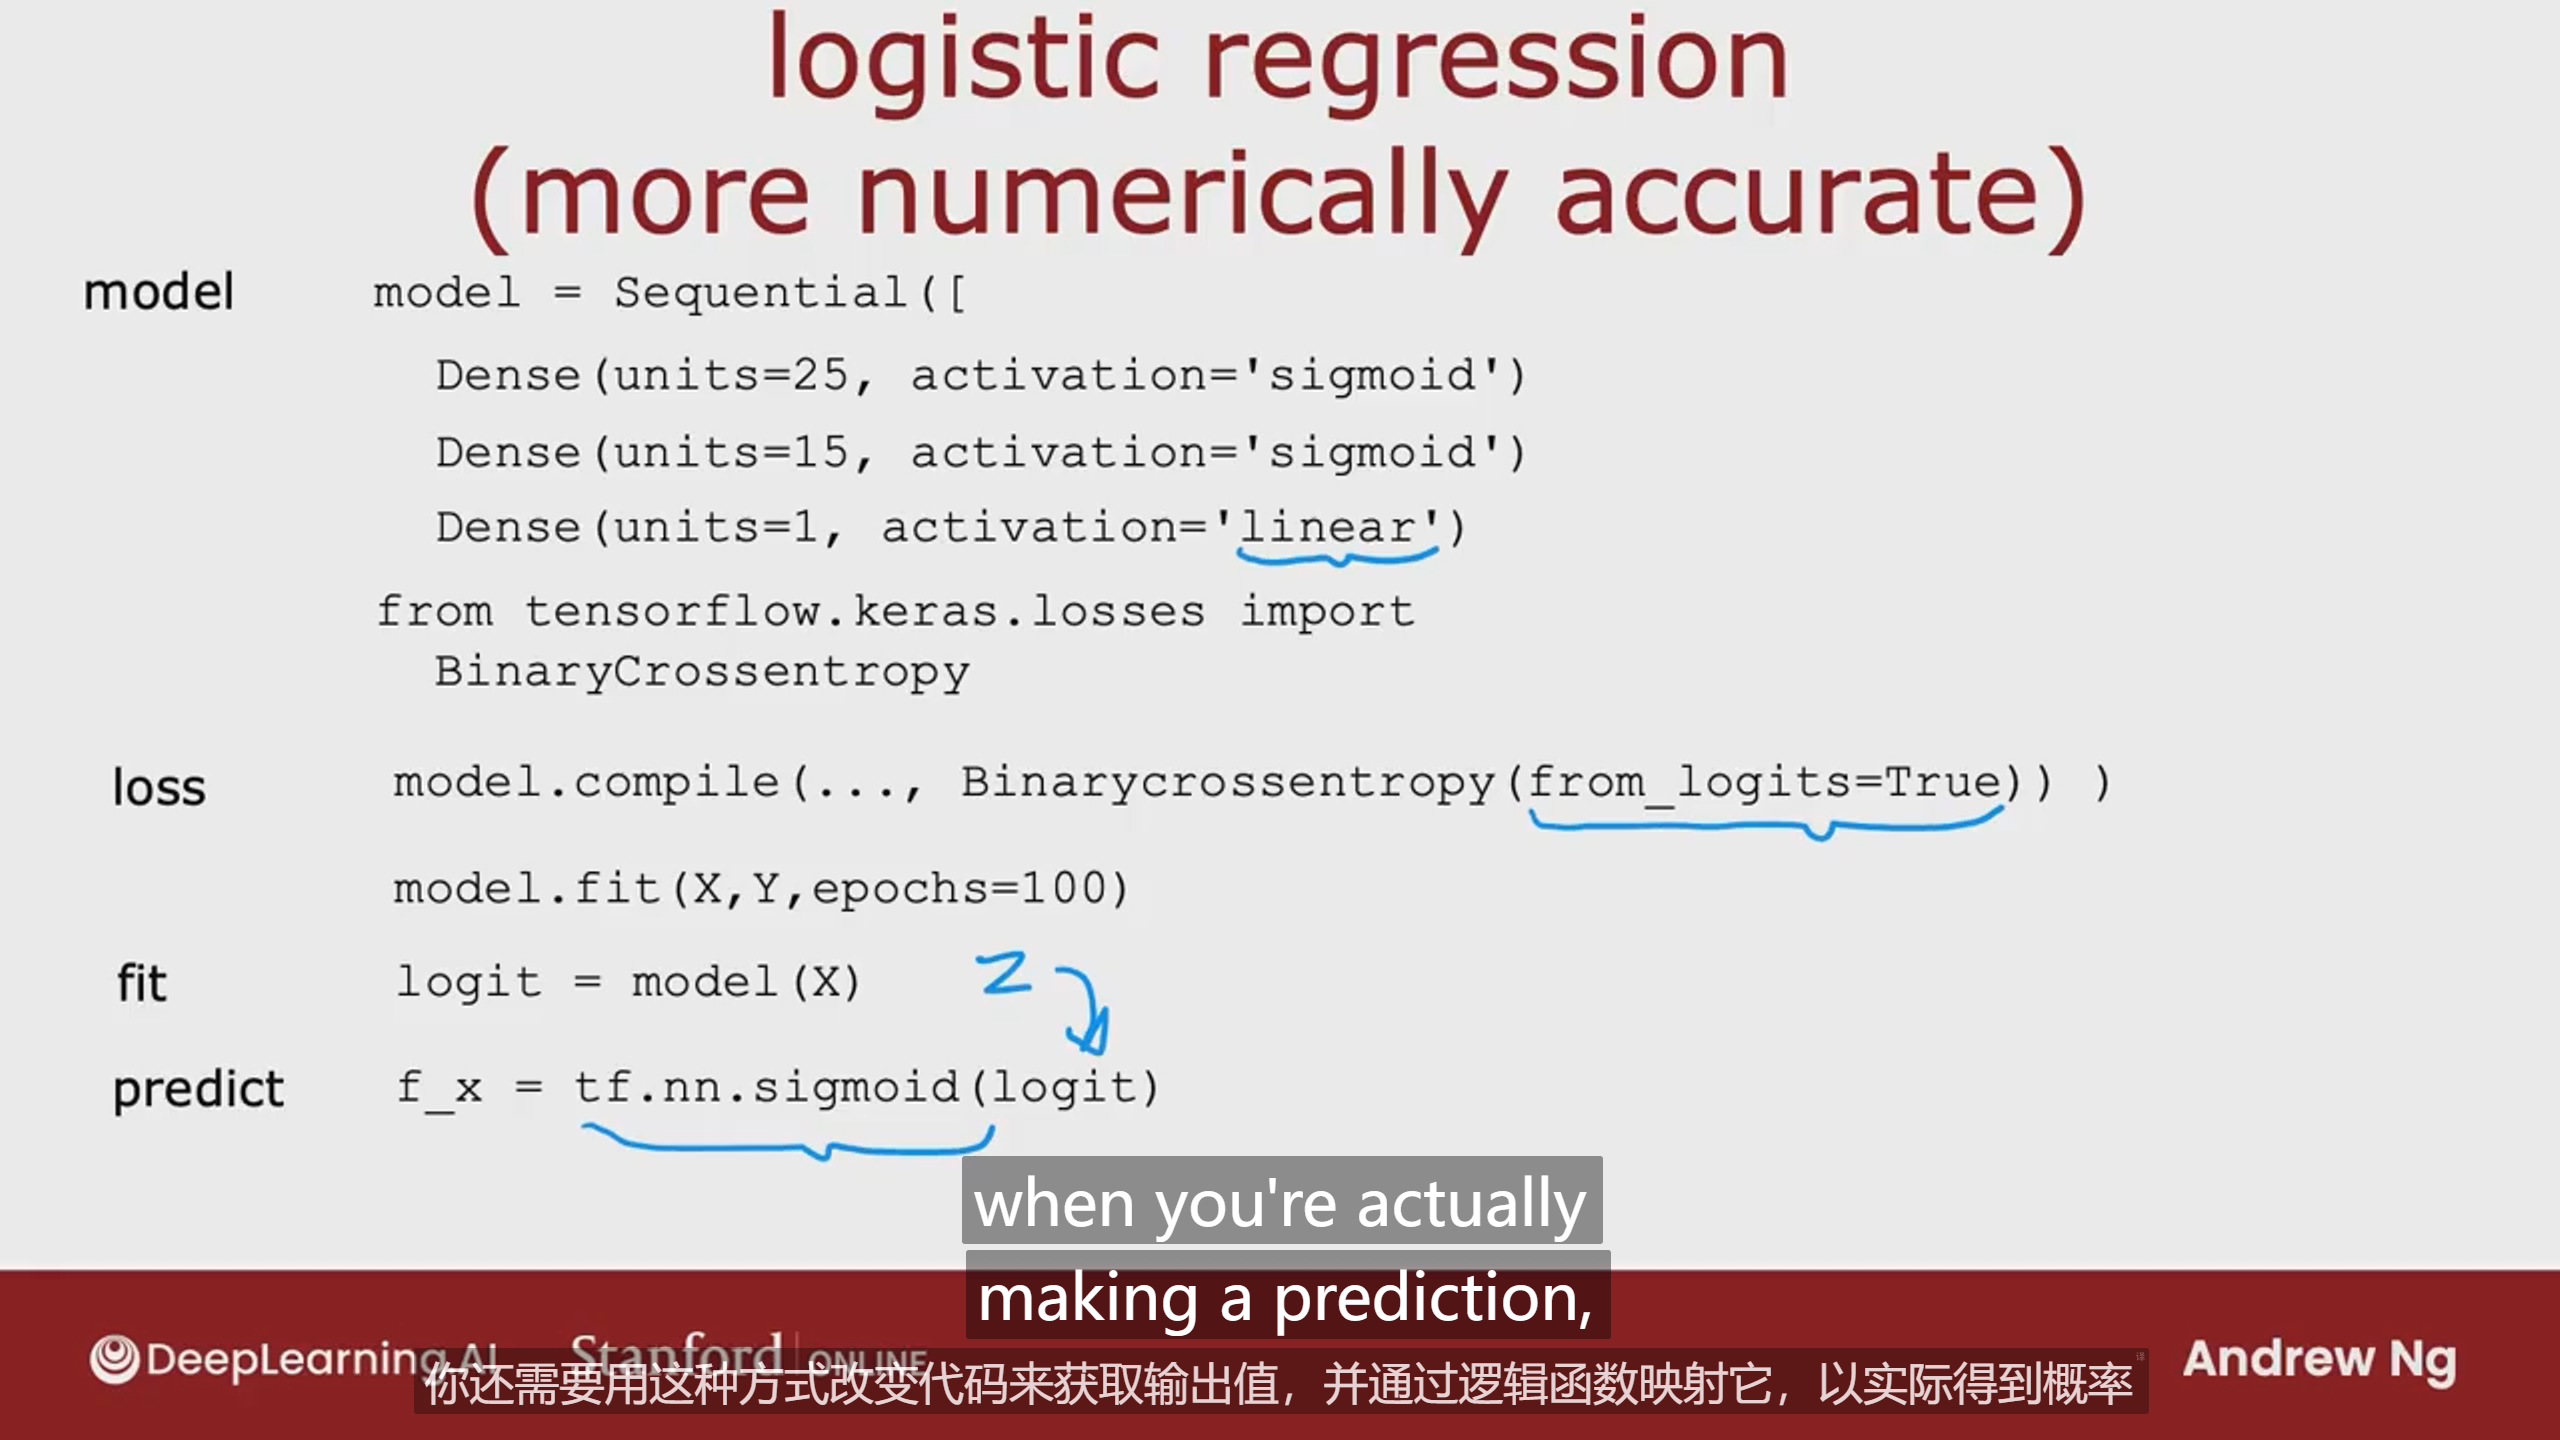 logistic regression
(more numerically accurate)
model model = Sequential([
Dense(units=25, activation='sigmoid')
Dense(units=15, activation='sigmoid')
Dense(units=1, activation='linear')
from tensorflow.keras.losses import
BinaryCrossentropy
loss model.compile(..., Binarycrossentropy(from_logits=True)) )
model.fit(X,Y,epochs=100)
fit logit = model(X) z
predict f_x = tf.nn.sigmoid(logit)
when you're actually
making a prediction,
DeepLearning.AI Stanford ONLINE Andrew Ng
你还需要用这种方式改变代码来获取输出值，并通过逻辑函数映射它，以实际得到概率
译